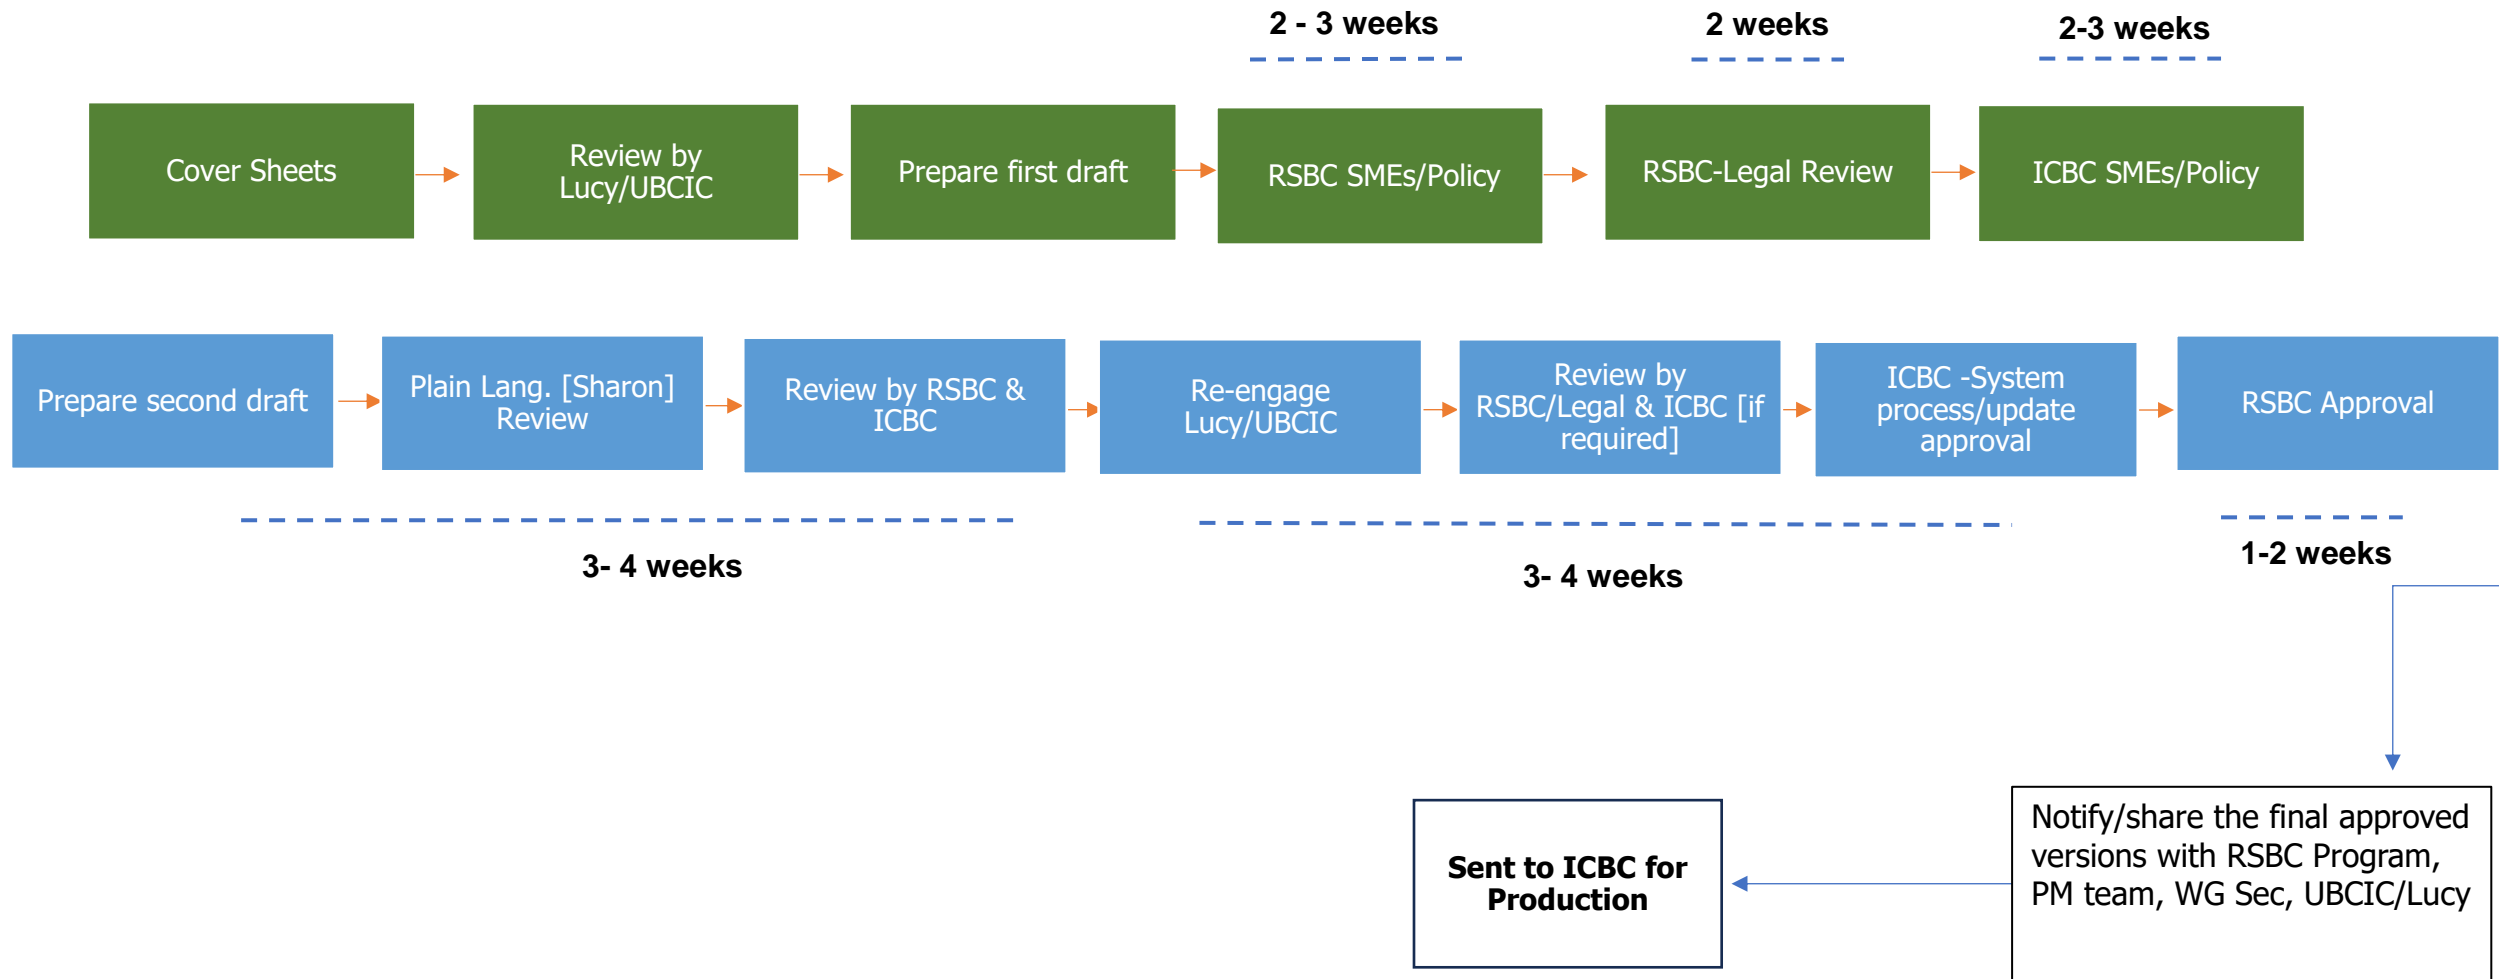 2 - 3 weeks
2 weeks
2-3 weeks
Cover Sheets
Review by
Lucy/UBCIC
Prepare first draft
RSBC SMEs/Policy
RSBC-Legal Review
ICBC SMEs/Policy
Prepare second draft
Plain Lang. [Sharon]
Review
Review by RSBC &
ICBC
Re-engage
Lucy/UBCIC
Review by
RSBC/Legal & ICBC [if
required]
ICBC -System
process/update
approval
RSBC Approval
3- 4 weeks
3- 4 weeks
1-2 weeks
Sent to ICBC for
Production
Notify/share the final approved
versions with RSBC Program,
PM team, WG Sec, UBCIC/Lucy